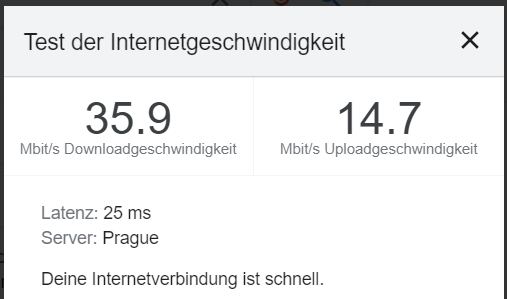 Test der Internetgeschwindigkeit
35.9
Mbit/s Downloadgeschwindigkeit
14.7
Mbit/s Uploadgeschwindigkeit
Latenz: 25 ms
Server: Prague
Deine Internetverbindung ist schnell.